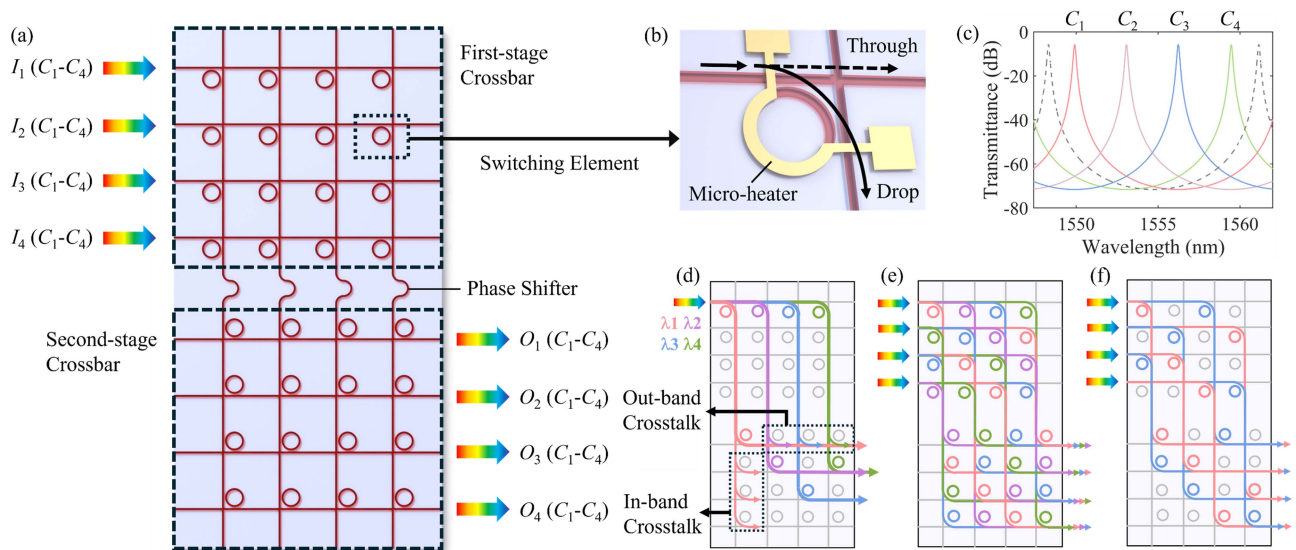 (a)
I₁ (C₁-C₄)
I₂ (C₁-C₄)
I₃ (C₁-C₄)
I₄ (C₁-C₄)
First-stage
Crossbar
Switching Element
Phase Shifter
Second-stage
Crossbar
O₁ (C₁-C₄)
O₂ (C₁-C₄)
O₃ (C₁-C₄)
O₄ (C₁-C₄)
(b)
Through
Micro-heater
Drop
(c)
C₁ C₂ C₃ C₄
Transmittance (dB)
0
-20
-40
-60
-80
1550 1555 1560
Wavelength (nm)
(d)
λ1 λ2
λ3 λ4
Out-band
Crosstalk
In-band
Crosstalk
(e)
(f)